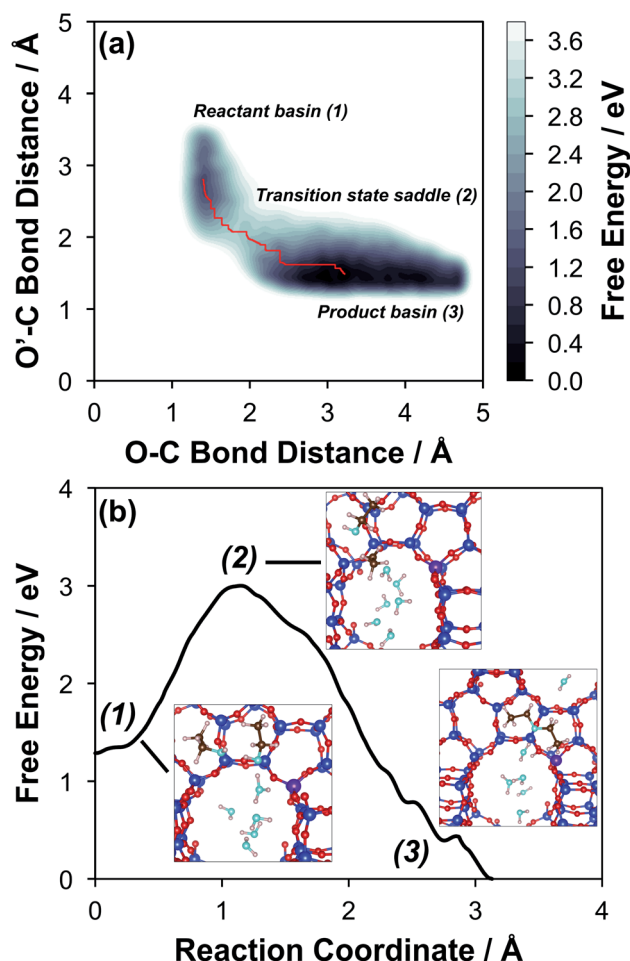 (a)
5
4
3
2
1
0
O'-C Bond Distance / Å
Reactant basin (1)
Transition state saddle (2)
Product basin (3)
0 1 2 3 4 5
O-C Bond Distance / Å
3.6
3.2
2.8
2.4
2.0
1.6
1.2
0.8
0.4
0.0
Free Energy / eV
(b)
4
3
2
1
0
Free Energy / eV
(2)
(1)
(3)
0 1 2 3 4
Reaction Coordinate / Å